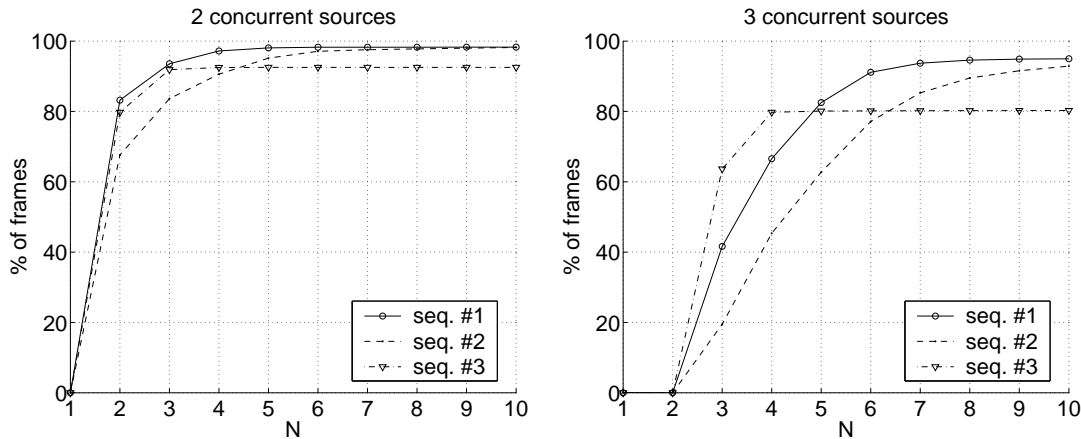 2 concurrent sources
% of frames
100
80
60
40
20
0
1 2 3 4 5 6 7 8 9 10
N
seq. #1
seq. #2
seq. #3
3 concurrent sources
% of frames
100
80
60
40
20
0
1 2 3 4 5 6 7 8 9 10
N
seq. #1
seq. #2
seq. #3